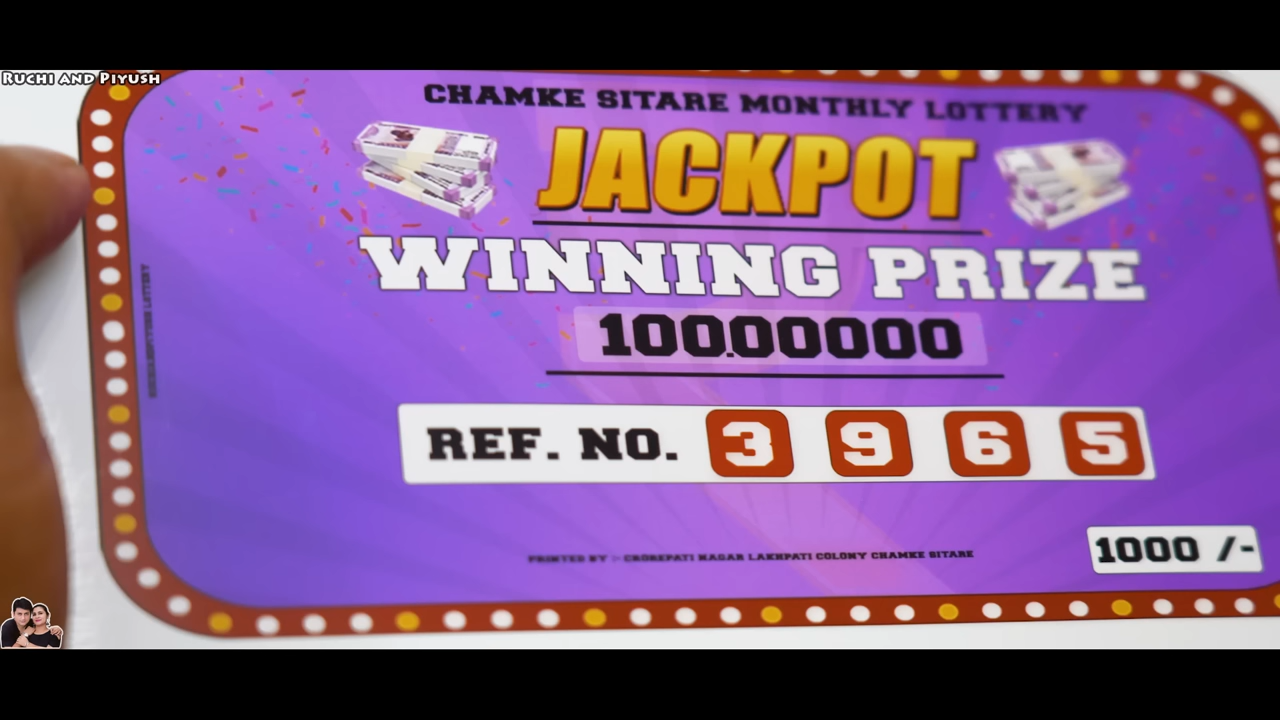 Ruchi and Piyush
CHAMKE SITARE MONTHLY LOTTERY
JACKPOT
WINNING PRIZE
100.00000
REF. NO. 3 9 6 5
PRINTED BY :- CROREPATI NAGAR LAKHPATI COLONY CHAMKE SITARE
1000 /-